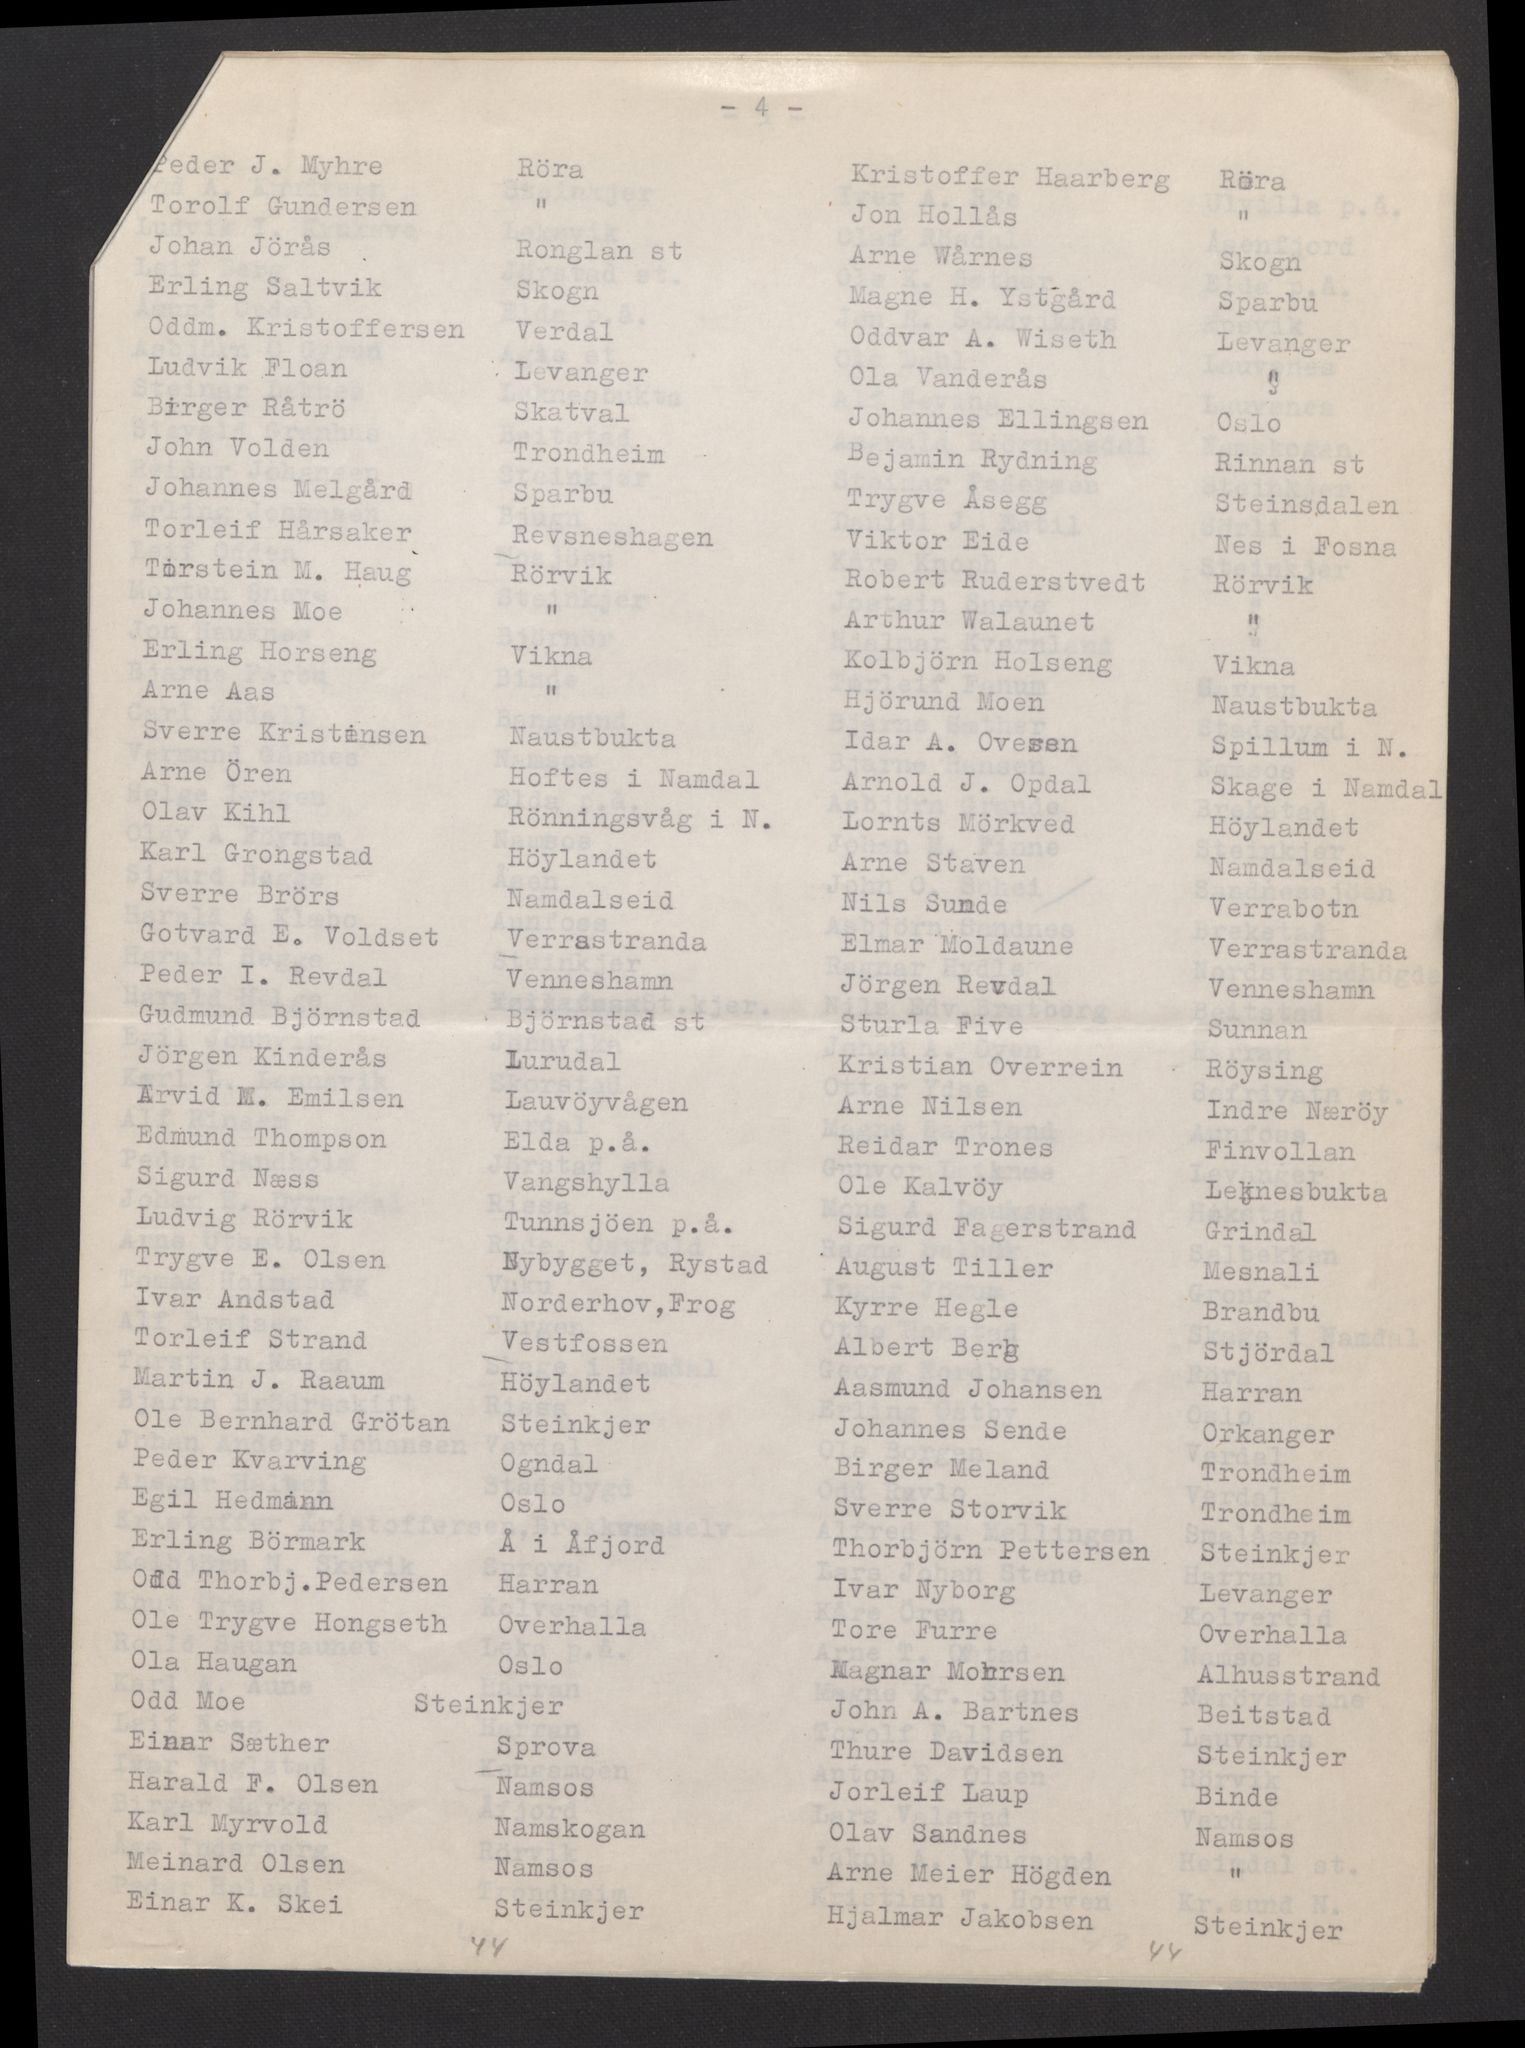 - 4 -
Peder J. Myhre Röra Kristoffer Haarberg Röra
Torolf Gundersen " Jon Hollås "
Johan Jörås Ronglan st Arne Wårnes Skogn
Erling Saltvik Skogn Magne H. Ystgård Sparbu
Oddm. Kristoffersen Verdal Oddvar A. Wiseth Levanger
Ludvik Floan Levanger Ola Vanderås "
Birger Råtrö Skatval Johannes Ellingsen Oslo
John Volden Trondheim Bejamin Rydning Rinnan st
Johannes Melgård Sparbu Trygve Åsegg Steinsdalen
Torleif Hårsaker Revsneshagen Viktor Eide Nes i Fosna
Torstein M. Haug Rörvik Robert Ruderstvedt Rörvik
Johannes Moe " Arthur Walaunet "
Erling Horseng Vikna Kolbjörn Holseng Vikna
Arne Aas " Hjörund Moen Naustbukta
Sverre Kristinsen Naustbukta Idar A. Ovesen Spillum i N.
Arne Ören Hoftes i Namdal Arnold J. Opdal Skage i Namdal
Olav Kihl Rönningsvåg i N. Lornts Mörkved Höylandet
Karl Grongstad Höylandet Arne Staven Namdalseid
Sverre Brörs Namdalseid Nils Sunde Verrabotn
Gotvard E. Voldset Verrastranda Elmar Moldaune Verrastranda
Peder I. Revdal Venneshamn Jörgen Revdal Venneshamn
Gudmund Björnstad Björnstad st Sturla Five Sunnan
Jörgen Kinderås Lurudal Kristian Overrein Röysing
Arvid M. Emilsen Lauvöyvågen Arne Nilsen Indre Næröy
Edmund Thompson Elda p.å. Reidar Trones Finvollan
Sigurd Næss Vangshylla Ole Kalvöy Leknesbukta
Ludvig Rörvik Tunnsjöen p.å. Sigurd Fagerstrand Grindal
Trygve E. Olsen Nybygget, Rystad August Tiller Mesnali
Ivar Andstad Norderhov,Frog Kyrre Hegle Brandbu
Torleif Strand Vestfossen Albert Berg Stjördal
Martin J. Raaum Höylandet Aasmund Johansen Harran
Ole Bernhard Grötan Steinkjer Johannes Sende Orkanger
Peder Kvarving Ogndal Birger Meland Trondheim
Egil Hedmann Oslo Sverre Storvik Trondheim
Erling Börmark Å i Åfjord Thorbjörn Pettersen Steinkjer
Odd Thorbj.Pedersen Harran Ivar Nyborg Levanger
Ole Trygve Hongseth Overhalla Tore Furre Overhalla
Ola Haugan Oslo Magnar Mohrsen Alhusstrand
Odd Moe Steinkjer John A. Bartnes Beitstad
Einar Sæther Sprova Thure Davidsen Steinkjer
Harald F. Olsen Namsos Jorleif Laup Binde
Karl Myrvold Namskogan Olav Sandnes Namsos
Meinard Olsen Namsos Arne Meier Högden "
Einar K. Skei Steinkjer Hjalmar Jakobsen Steinkjer
44 44